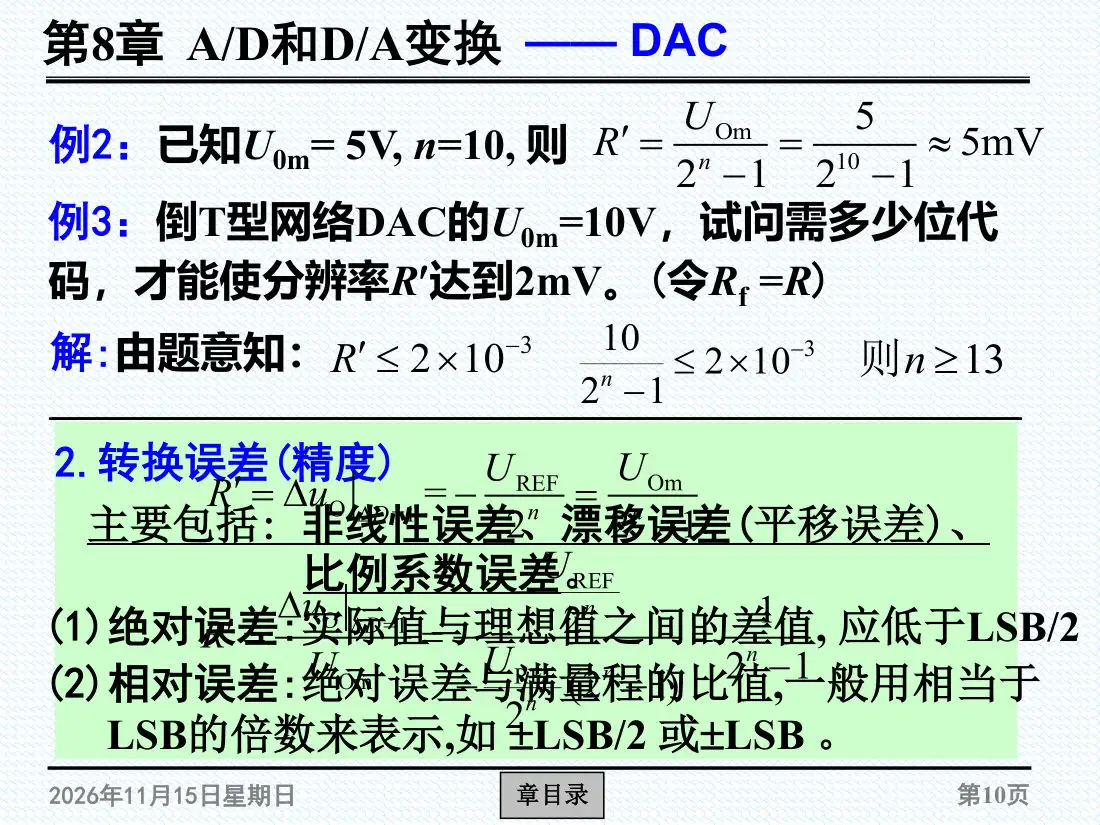 第8章 A/D和D/A变换 —— DAC
例2：已知U0m= 5V, n=10, 则 R′ = UOm/(2^n −1) = 5/(2^10 −1) ≈ 5mV
例3：倒T型网络DAC的U0m=10V，试问需多少位代
码，才能使分辨率R′达到2mV。(令Rf =R)
解:由题意知： R′ ≤ 2×10^−3 10/(2^n −1) ≤ 2×10^−3 则n ≥13
2.转换误差(精度)
R′ = ΔuO = − UREF/2^n = UOm
主要包括: 非线性误差、漂移误差(平移误差)、
比例系数误差。
(1)绝对误差:实际值与理想值之间的差值,应低于LSB/2
(2)相对误差:绝对误差与满量程的比值,一般用相当于
LSB的倍数来表示,如 ±LSB/2 或±LSB 。
2026年11月15日星期日
章目录
第10页